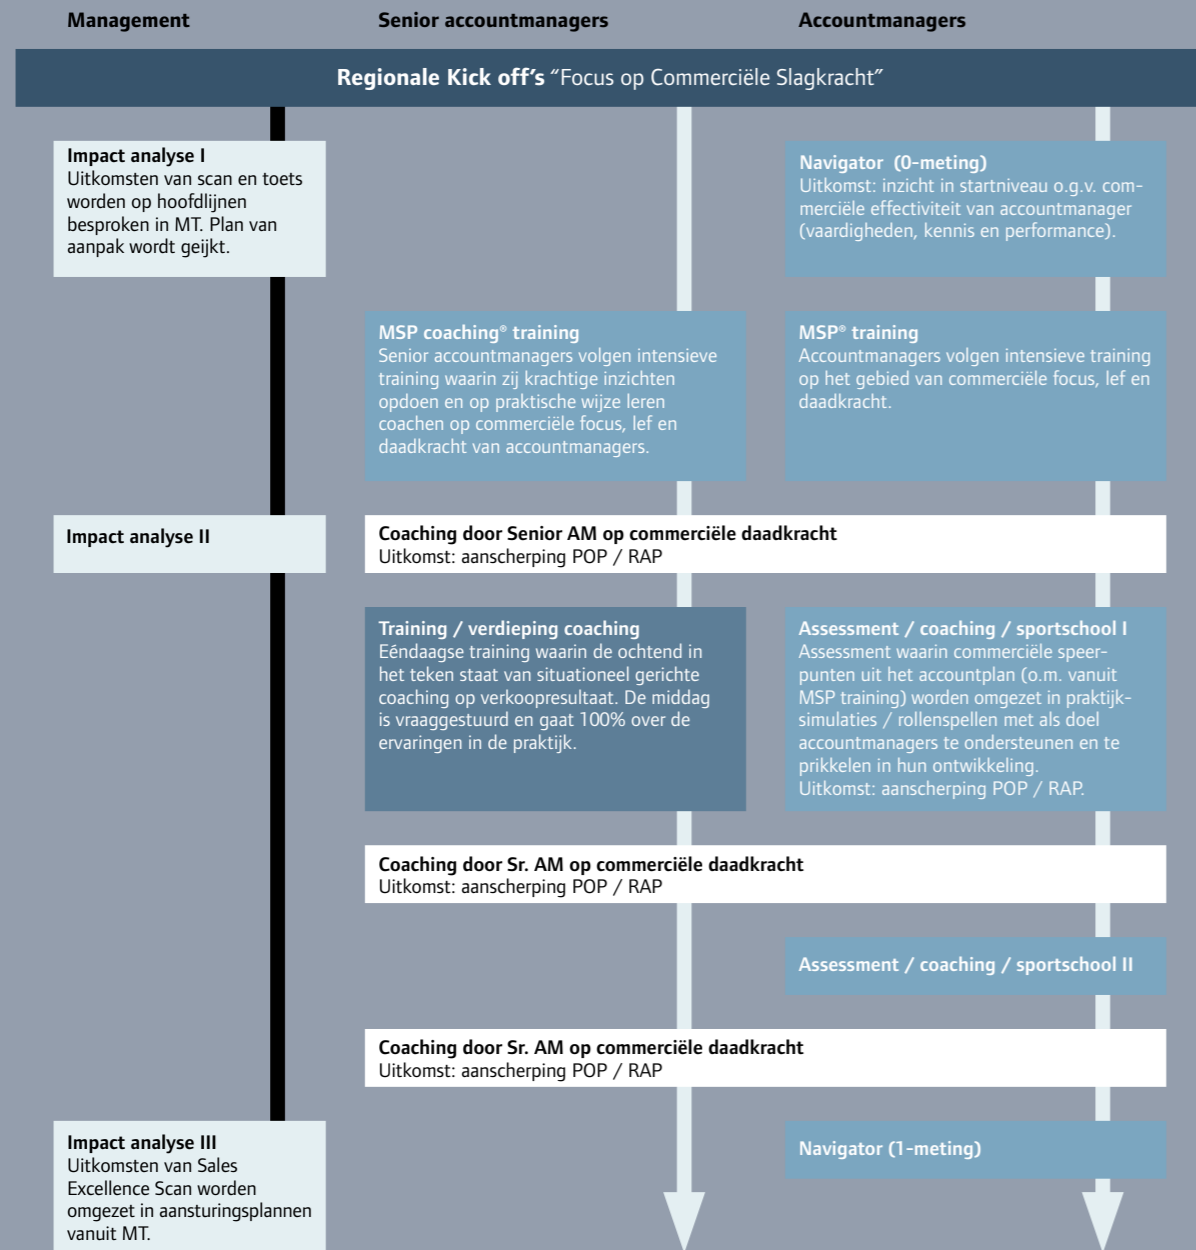 Management
Senior accountmanagers
Accountmanagers
Regionale Kick off’s “Focus op Commerciële Slagkracht”
Impact analyse I
Uitkomsten van scan en toets
worden op hoofdlijnen
besproken in MT. Plan van
aanpak wordt geijkt.
Navigator (0-meting)
Uitkomst: inzicht in startniveau o.g.v. com-
merciële effectiviteit van accountmanager
(vaardigheden, kennis en performance).
MSP coaching® training
Senior accountmanagers volgen intensieve
training waarin zij krachtige inzichten
opdoen en op praktische wijze leren
coachen op commerciële focus, lef en
daadkracht van accountmanagers.
MSP® training
Accountmanagers volgen intensieve training
op het gebied van commerciële focus, lef en
daadkracht.
Impact analyse II
Coaching door Senior AM op commerciële daadkracht
Uitkomst: aanscherping POP / RAP
Training / verdieping coaching
Eéndaagse training waarin de ochtend in
het teken staat van situationeel gerichte
coaching op verkoopresultaat. De middag
is vraaggestuurd en gaat 100% over de
ervaringen in de praktijk.
Assessment / coaching / sportschool I
Assessment waarin commerciële speer-
punten uit het accountplan (o.m. vanuit
MSP training) worden omgezet in praktijk-
simulaties / rollenspellen met als doel
accountmanagers te ondersteunen en te
prikkelen in hun ontwikkeling.
Uitkomst: aanscherping POP / RAP.
Coaching door Sr. AM op commerciële daadkracht
Uitkomst: aanscherping POP / RAP
Assessment / coaching / sportschool II
Coaching door Sr. AM op commerciële daadkracht
Uitkomst: aanscherping POP / RAP
Impact analyse III
Uitkomsten van Sales
Excellence Scan worden
omgezet in aansturingsplannen
vanuit MT.
Navigator (1-meting)